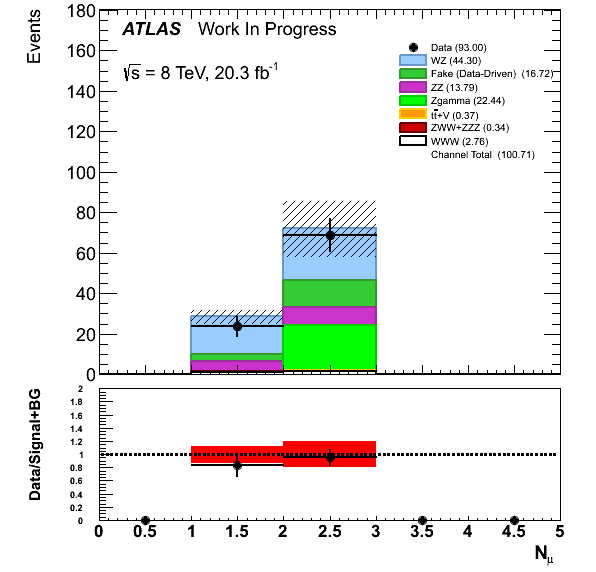 Events
180
160
140
120
100
80
60
40
20
0
ATLAS Work In Progress
√s = 8 TeV, 20.3 fb⁻¹
Data (93.00)
WZ (44.30)
Fake (Data-Driven) (16.72)
ZZ (13.79)
Zgamma (22.44)
tt̄+V (0.37)
ZWW+ZZZ (0.34)
WWW (2.76)
Channel Total (100.71)
Data/Signal+BG
2
1.8
1.6
1.4
1.2
1
0.8
0.6
0.4
0.2
0
0 0.5 1 1.5 2 2.5 3 3.5 4 4.5 5
Nμ